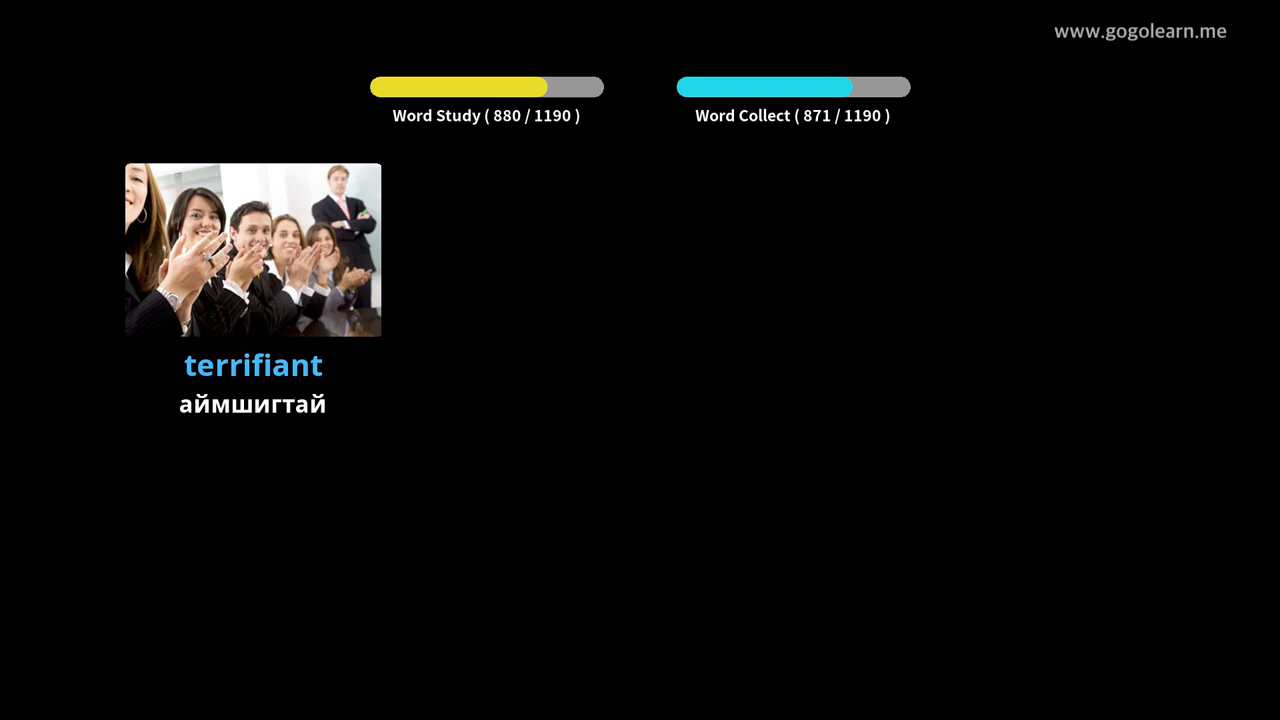 www.gogolearn.me
Word Study ( 880 / 1190 )
Word Collect ( 871 / 1190 )
terrifiant
аймшигтай